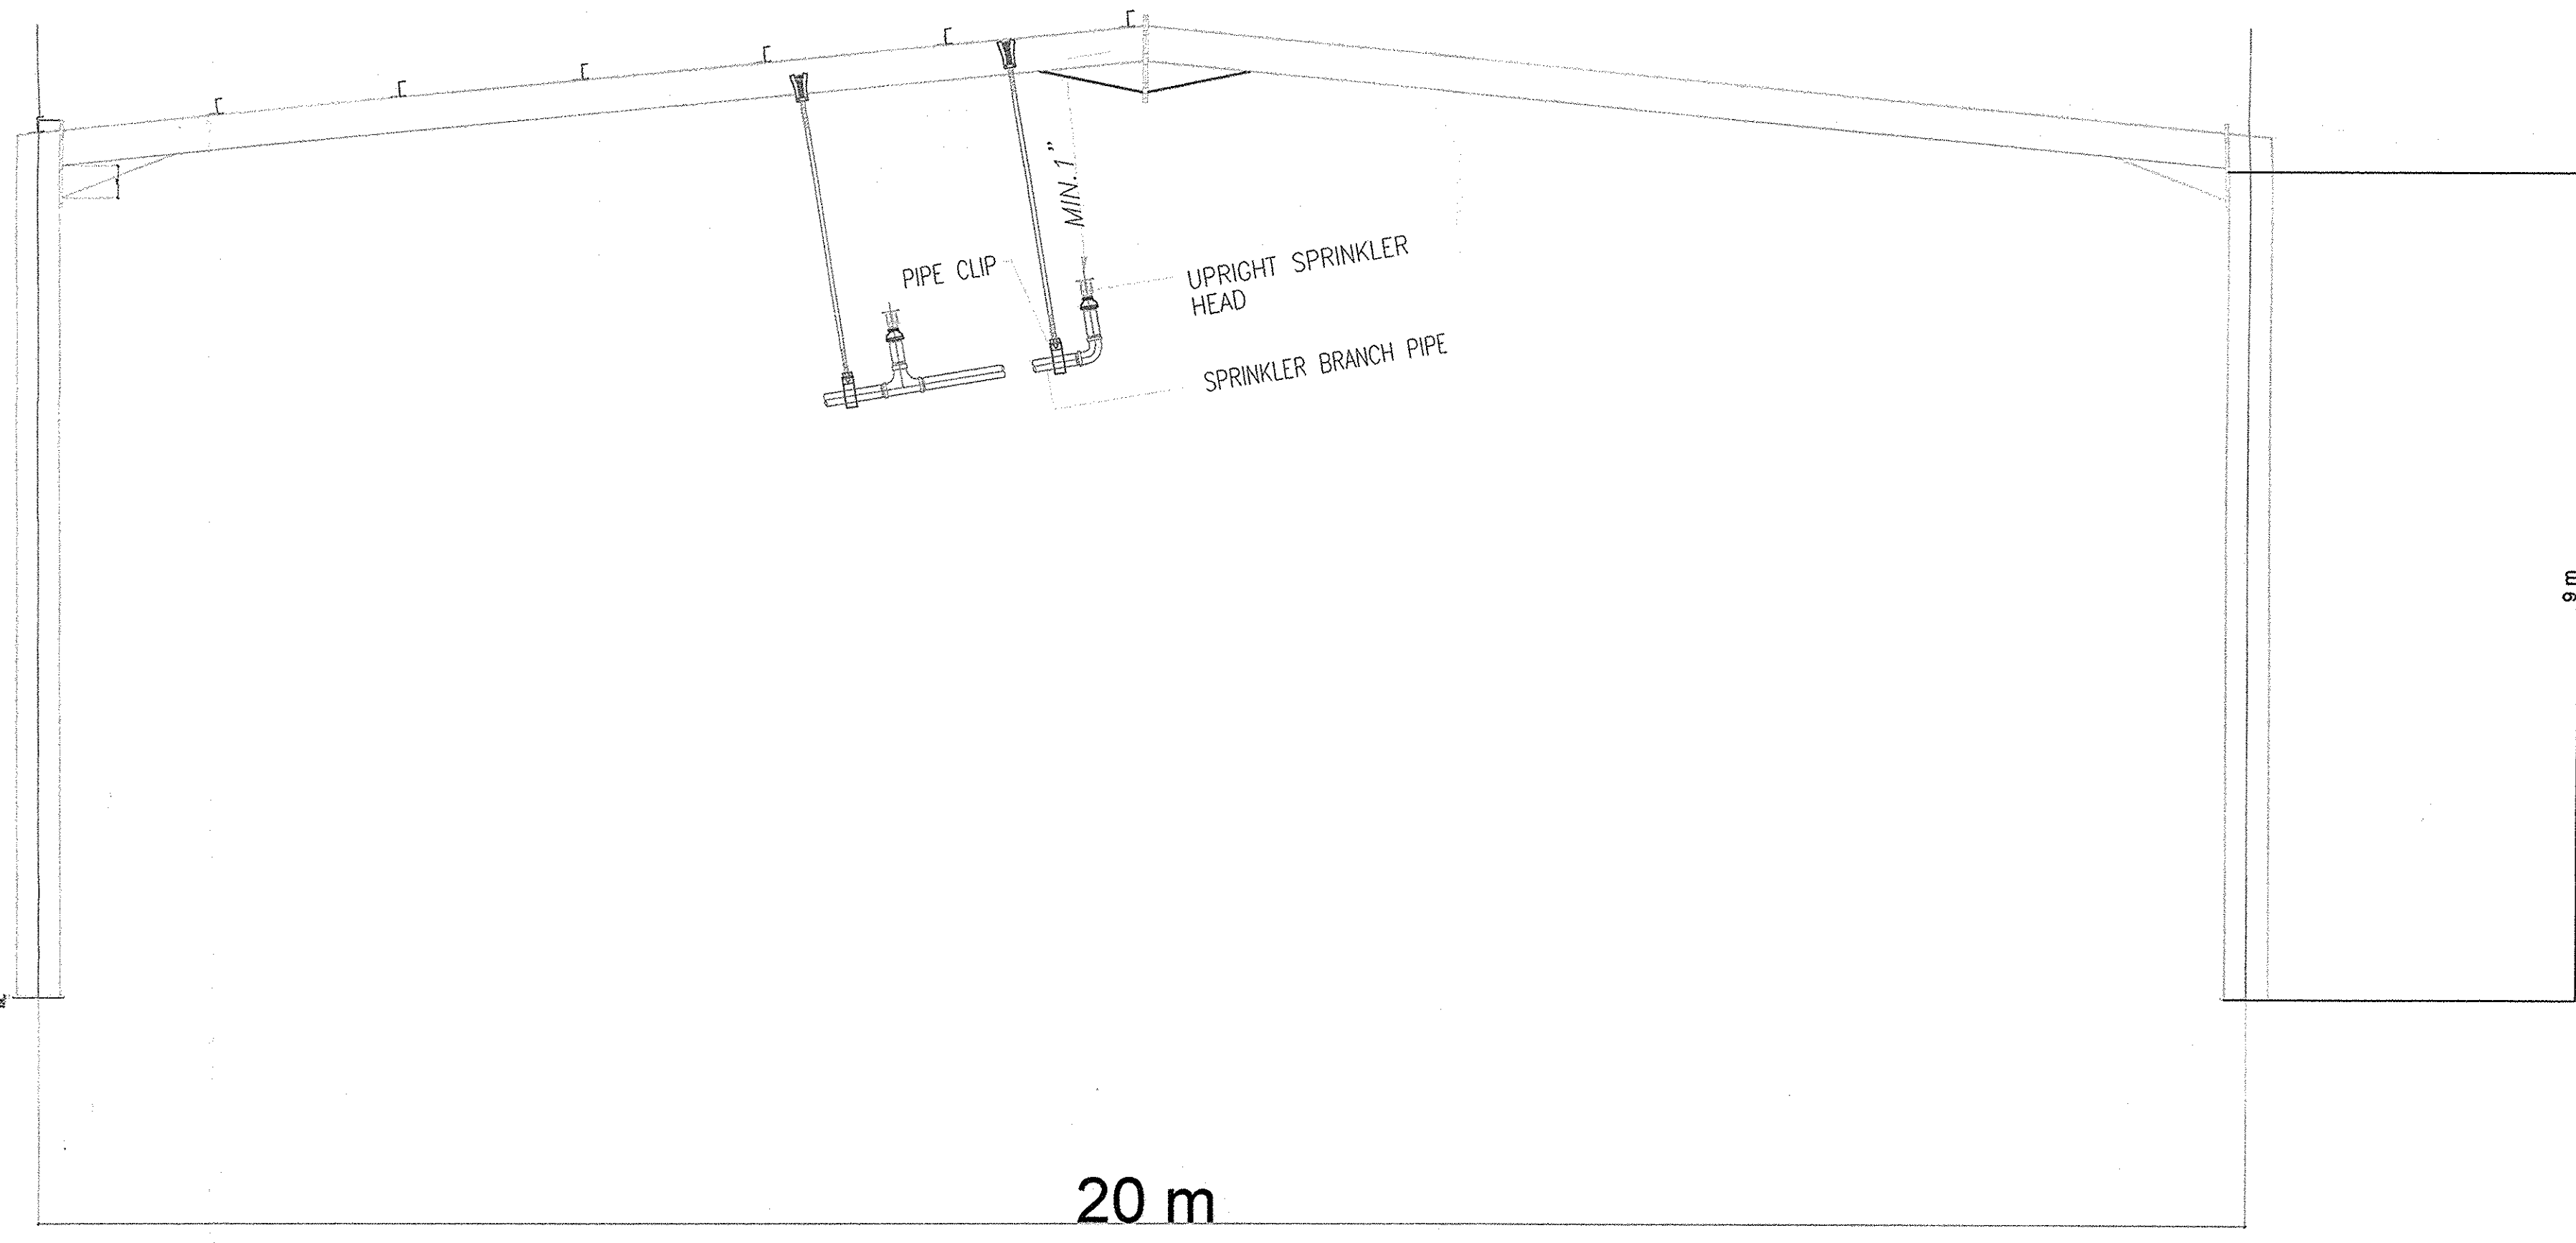 MIN. 1"
PIPE CLIP
UPRIGHT SPRINKLER
HEAD
SPRINKLER BRANCH PIPE
9 m
20 m